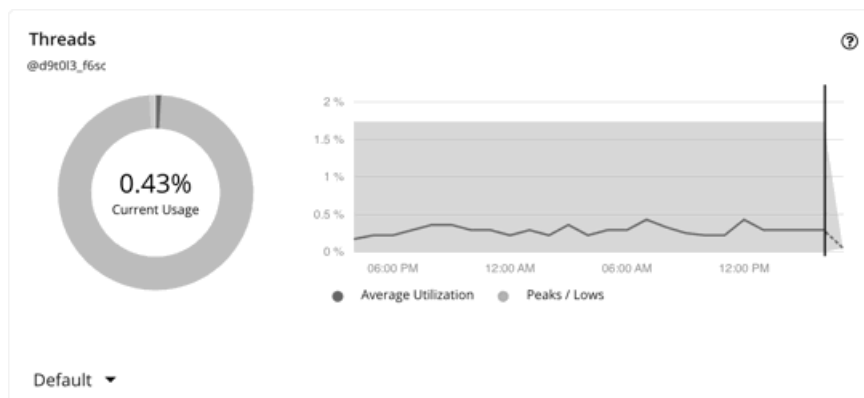 Threads
@d9t0l3_f6sc
0.43%
Current Usage
2 %
1.5 %
1 %
0.5 %
0 %
06:00 PM 12:00 AM 06:00 AM 12:00 PM
Average Utilization Peaks / Lows
Default